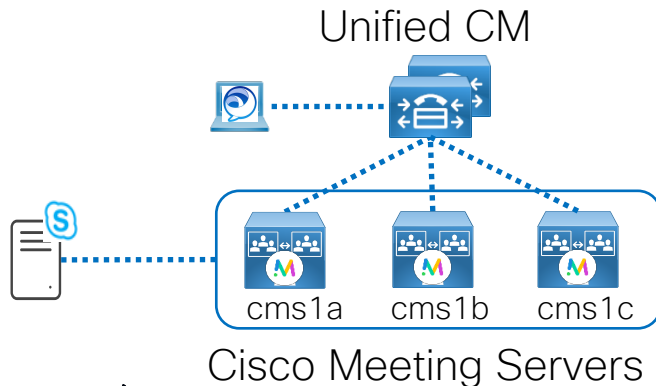 Unified CM
S
cms1a
cms1b
cms1c
Cisco Meeting Servers